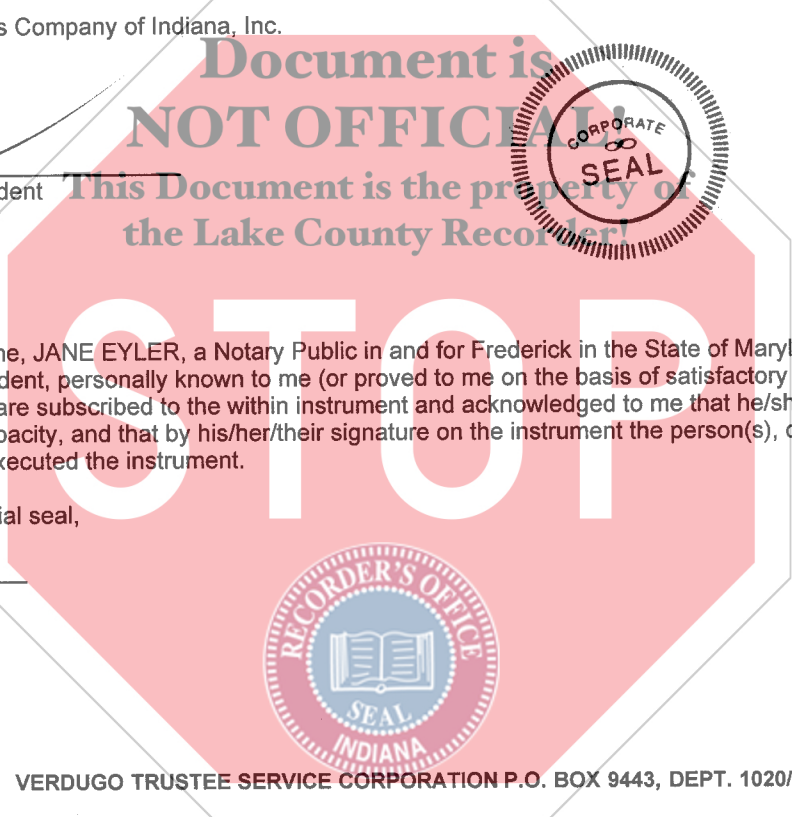 s Company of Indiana, Inc.
Document is
NOT OFFICIAL!
CORPORATE
SEAL
dent
This Document is the property of
the Lake County Recorder!
STOP
ne, JANE EYLER, a Notary Public in and for Frederick in the State of Maryl
dent, personally known to me (or proved to me on the basis of satisfactory
are subscribed to the within instrument and acknowledged to me that he/sh
pacity, and that by his/her/their signature on the instrument the person(s), o
xecuted the instrument.
ial seal,
RECORDER'S OFFICE
SEAL
INDIANA
VERDUGO TRUSTEE SERVICE CORPORATION P.O. BOX 9443, DEPT. 1020/